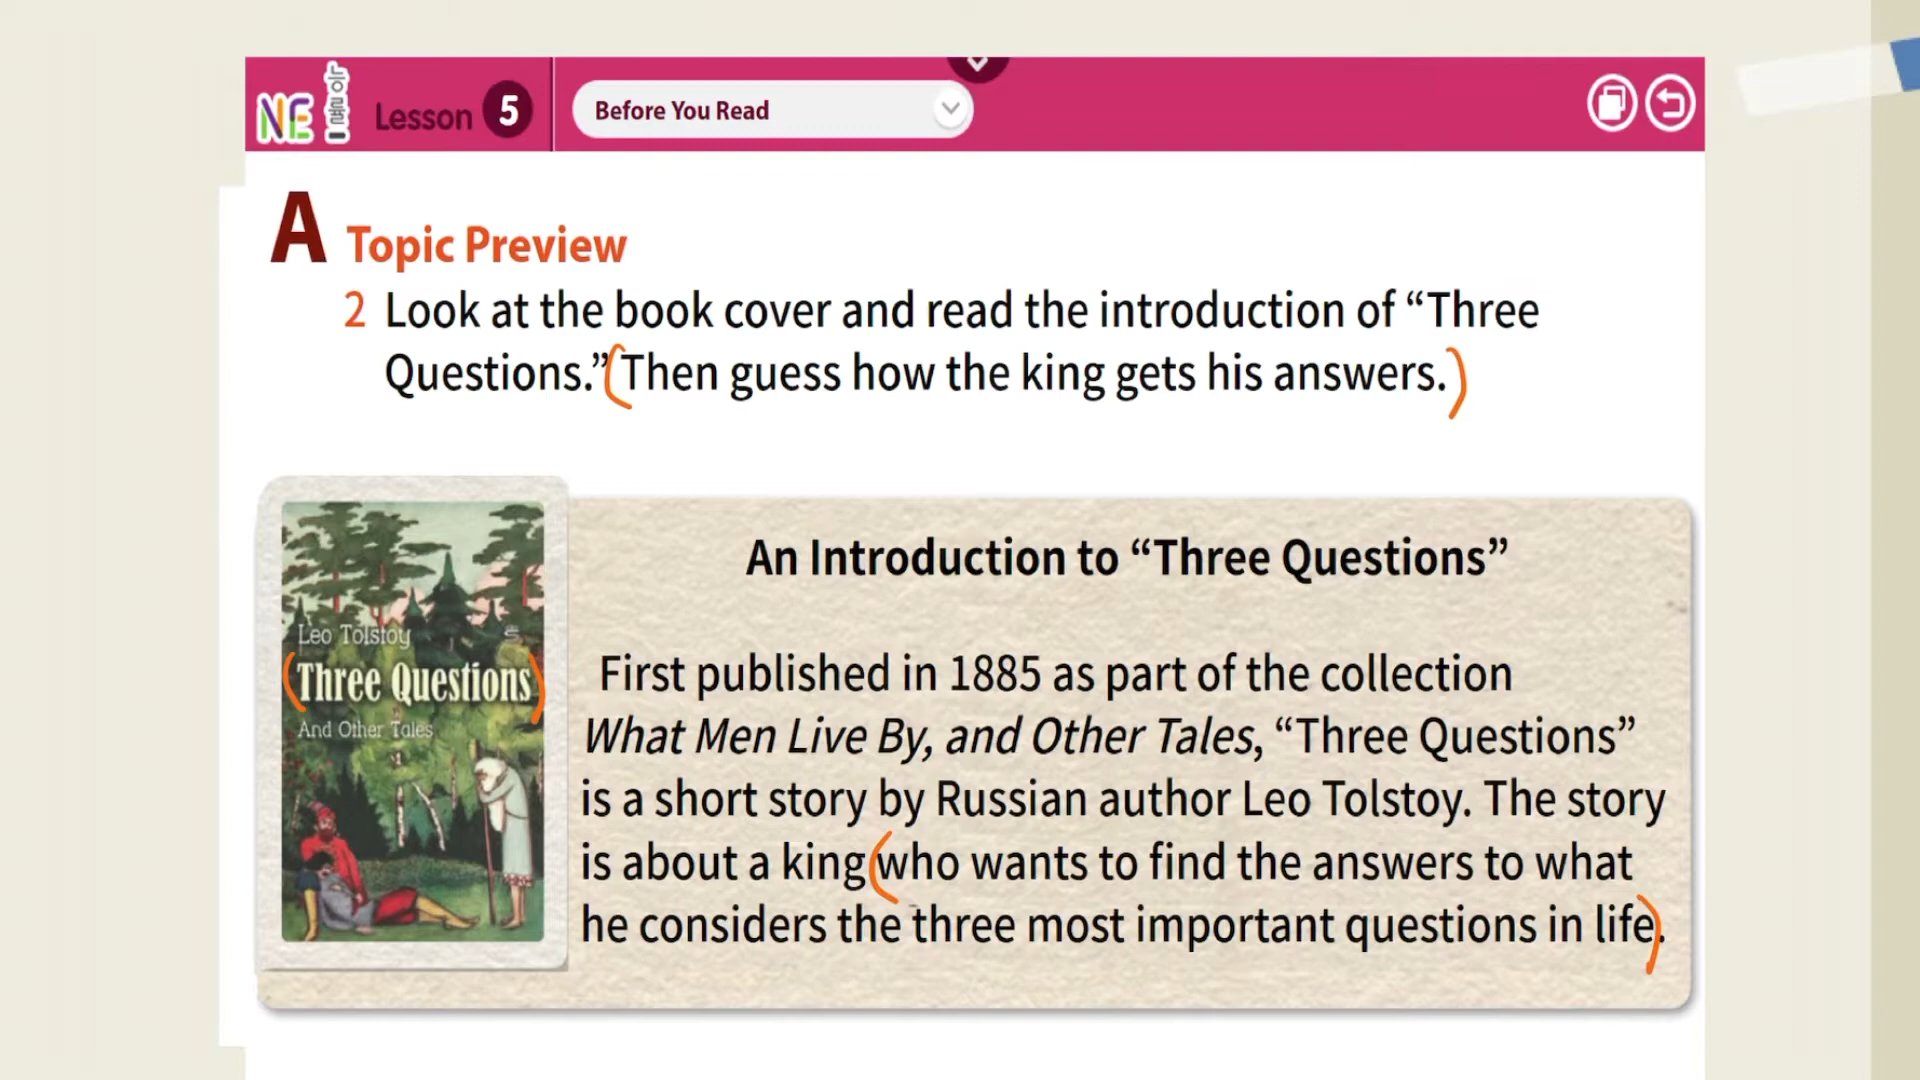 NE 능률
Lesson 5
Before You Read
A Topic Preview
2 Look at the book cover and read the introduction of “Three
Questions.” Then guess how the king gets his answers.
Leo Tolstoy
Three Questions
And Other Tales
An Introduction to “Three Questions”
First published in 1885 as part of the collection
What Men Live By, and Other Tales, “Three Questions”
is a short story by Russian author Leo Tolstoy. The story
is about a king who wants to find the answers to what
he considers the three most important questions in life.